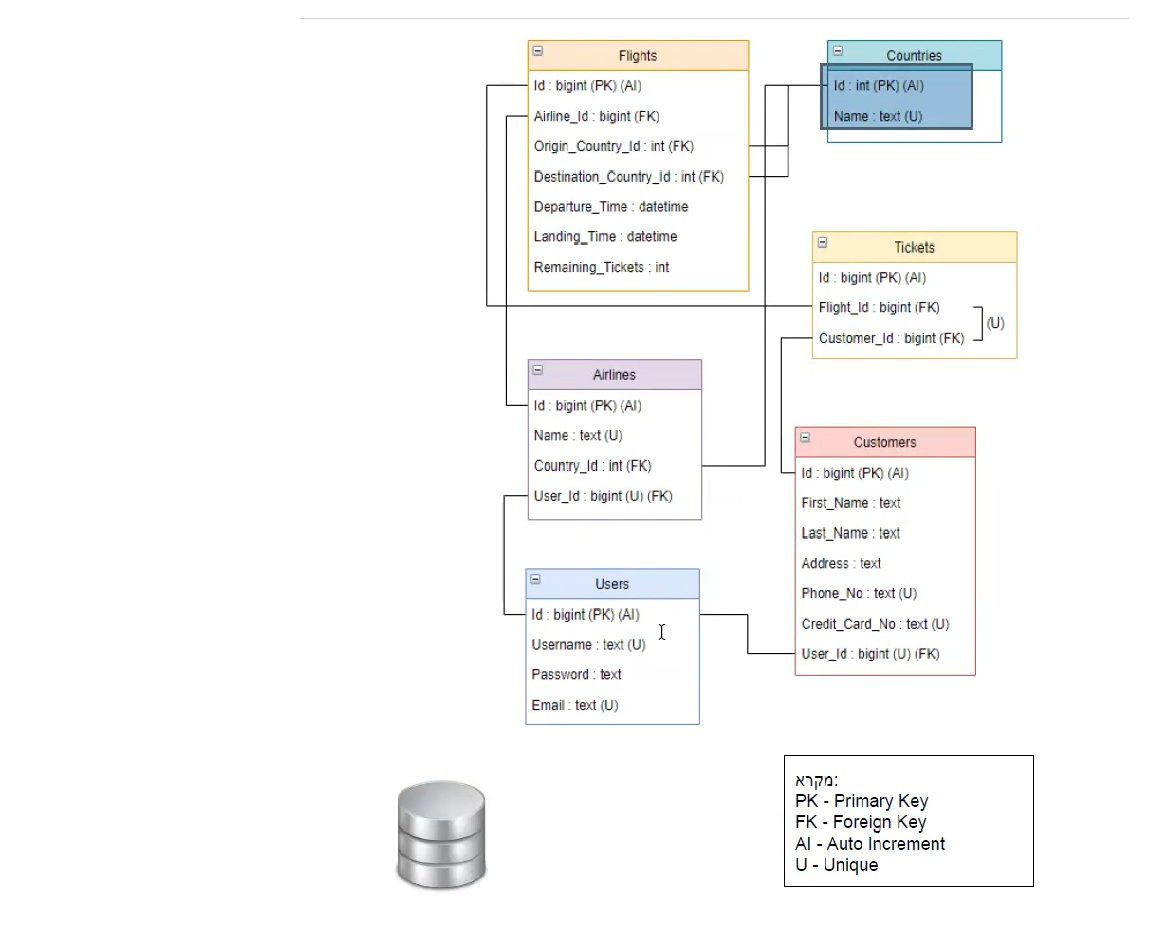 Flights
Id : bigint (PK) (AI)
Airline_Id : bigint (FK)
Origin_Country_Id : int (FK)
Destination_Country_Id : int (FK)
Departure_Time : datetime
Landing_Time : datetime
Remaining_Tickets : int
Countries
Id : int (PK) (AI)
Name : text (U)
Tickets
Id : bigint (PK) (AI)
Flight_Id : bigint (FK)
Customer_Id : bigint (FK)
(U)
Airlines
Id : bigint (PK) (AI)
Name : text (U)
Country_Id : int (FK)
User_Id : bigint (U) (FK)
Customers
Id : bigint (PK) (AI)
First_Name : text
Last_Name : text
Address : text
Phone_No : text (U)
Credit_Card_No : text (U)
User_Id : bigint (U) (FK)
Users
Id : bigint (PK) (AI)
Username : text (U)
Password : text
Email : text (U)
מקרא:
PK - Primary Key
FK - Foreign Key
AI - Auto Increment
U - Unique